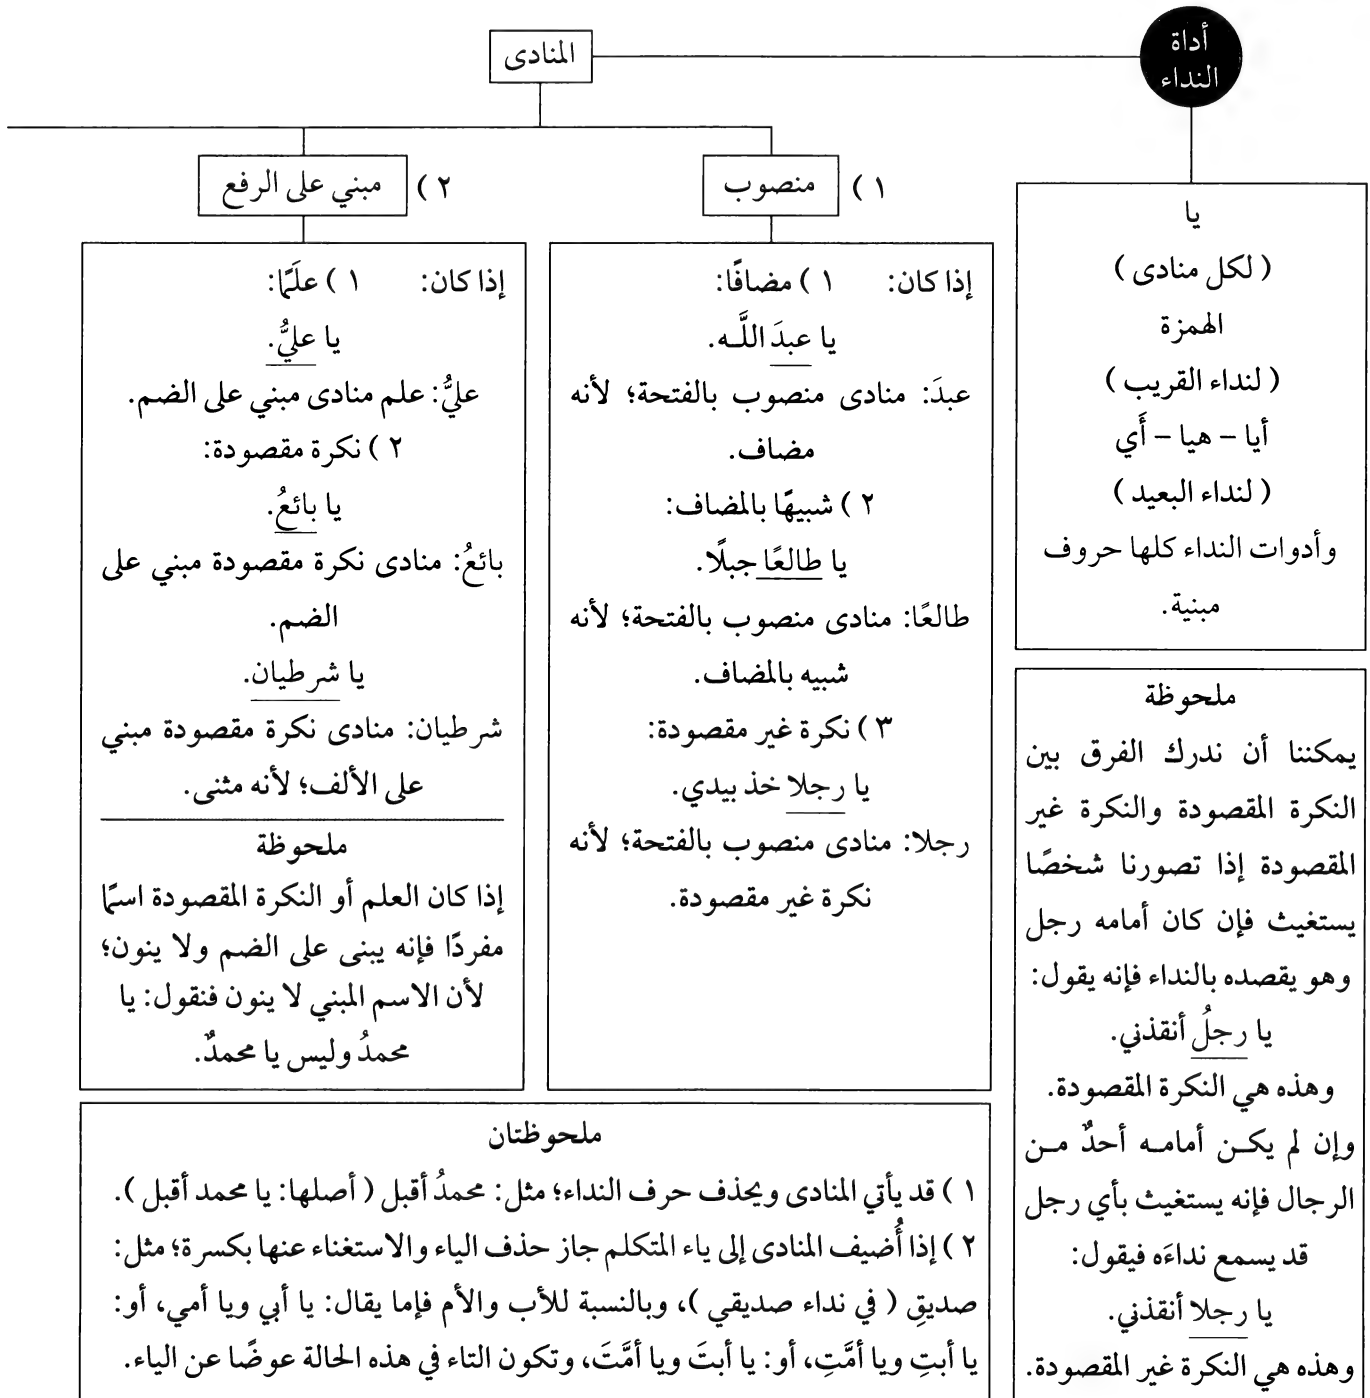 أداة
النداء
المنادى
يا
( لكل منادى )
الهمزة
( لنداء القريب )
أيا – هيا – أَي
( لنداء البعيد )
وأدوات النداء كلها حروف
مبنية.
ملحوظة
يمكننا أن ندرك الفرق بين
النكرة المقصودة والنكرة غير
المقصودة إذا تصورنا شخصًا
يستغيث فإن كان أمامه رجل
وهو يقصده بالنداء فإنه يقول:
يا رجلُ أنقذني.
وهذه هي النكرة المقصودة.
وإن لم يكن أمامه أحدٌ من
الرجال فإنه يستغيث بأي رجل
قد يسمع نداءَه فيقول:
يا رجلا أنقذني.
وهذه هي النكرة غير المقصودة.
١ ) منصوب
إذا كان: ١ ) مضافًا:
يا عبدَ اللَّه.
عبدَ: منادى منصوب بالفتحة؛ لأنه
مضاف.
٢ ) شبيهًا بالمضاف:
يا طالعًا جبلًا.
طالعًا: منادى منصوب بالفتحة؛ لأنه
شبيه بالمضاف.
٣ ) نكرة غير مقصودة:
يا رجلا خذ بيدي.
رجلا: منادى منصوب بالفتحة؛ لأنه
نكرة غير مقصودة.
٢ ) مبني على الرفع
إذا كان: ١ ) علَمًا:
يا عليُّ.
عليُّ: علم منادى مبني على الضم.
٢ ) نكرة مقصودة:
يا بائعُ.
بائعُ: منادى نكرة مقصودة مبني على
الضم.
يا شرطيان.
شرطيان: منادى نكرة مقصودة مبني
على الألف؛ لأنه مثنى.
ملحوظة
إذا كان العلم أو النكرة المقصودة اسمًا
مفردًا فإنه يبنى على الضم ولا ينون؛
لأن الاسم المبني لا ينون فنقول: يا
محمدُ وليس يا محمدٌ.
ملحوظتان
١ ) قد يأتي المنادى ويحذف حرف النداء؛ مثل: محمدُ أقبل ( أصلها: يا محمد أقبل ).
٢ ) إذا أُضيف المنادى إلى ياء المتكلم جاز حذف الياء والاستغناء عنها بكسرة؛ مثل:
صديقِ ( في نداء صديقي )، وبالنسبة للأب والأم فإما يقال: يا أبي ويا أمي، أو:
يا أبتِ ويا أمَّتِ، أو: يا أبتَ ويا أمَّتَ، وتكون التاء في هذه الحالة عوضًا عن الياء.